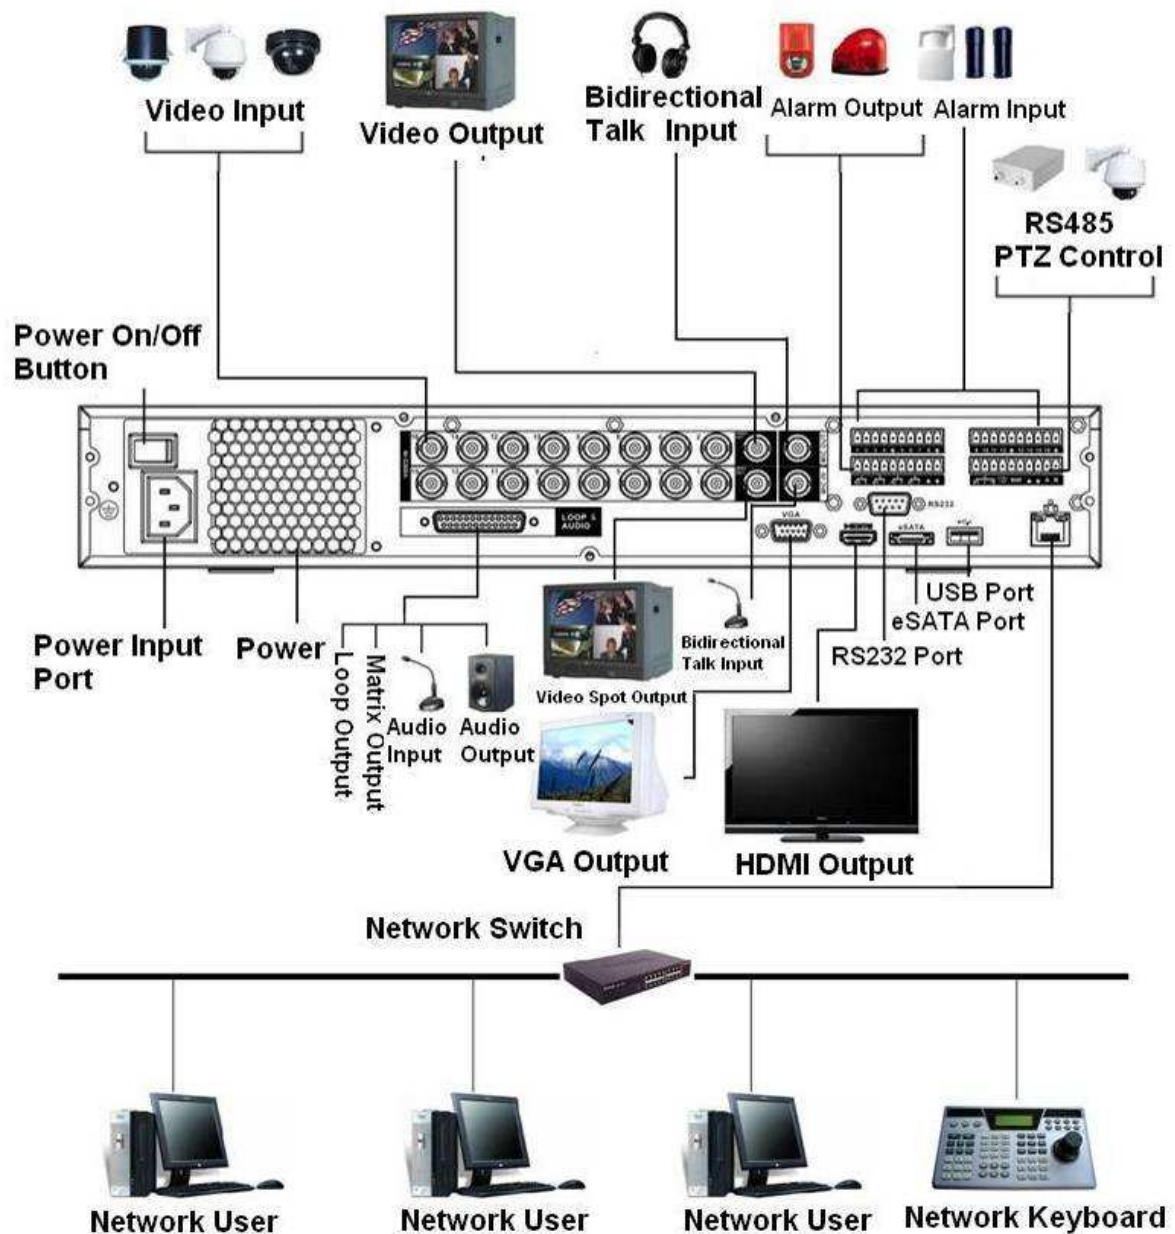 Video Input
Video Output
Bidirectional
Talk Input
Alarm Output
Alarm Input
RS485
PTZ Control
Power On/Off
Button
LOOP &
AUDIO
VGA
HDMI
RS232
eSATA
Power Input
Port
Power
Loop Output
Matrix Output
Audio
Input
Audio
Output
Video Spot Output
Bidirectional
Talk Input
USB Port
eSATA Port
RS232 Port
VGA Output
HDMI Output
Network Switch
Network User
Network User
Network User
Network Keyboard